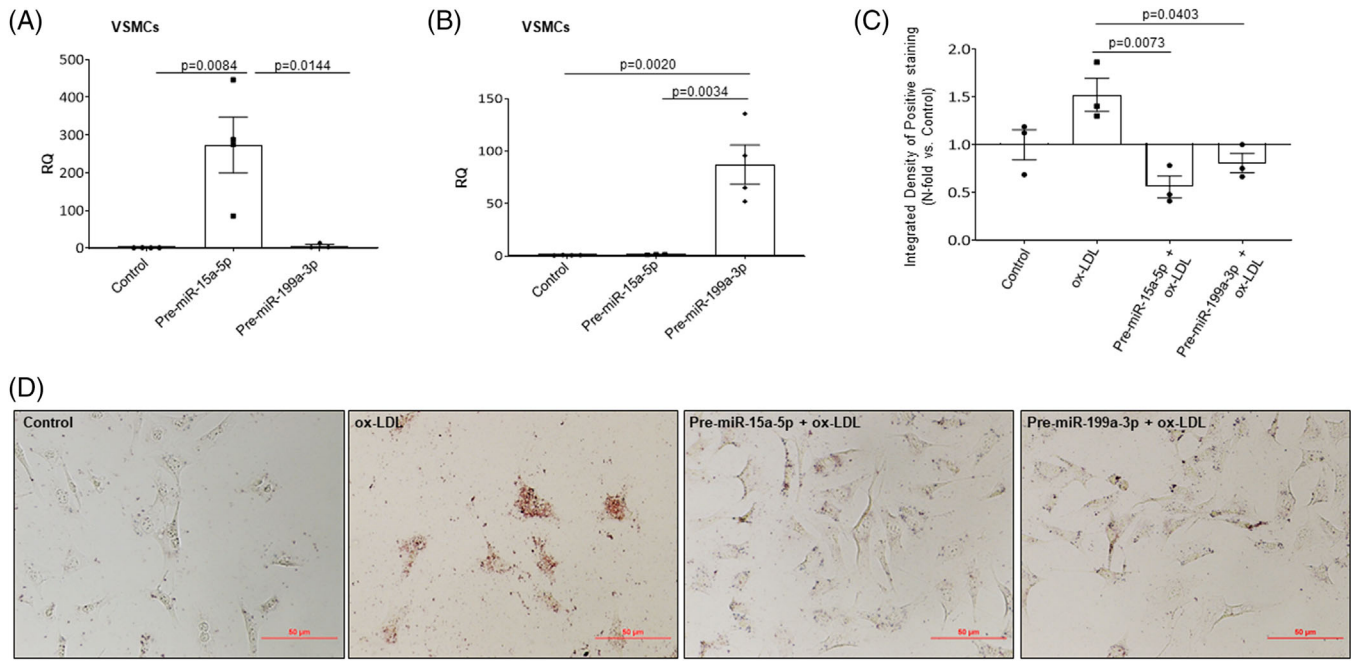 (A)
VSMCs
p=0.0084
p=0.0144
500
400
300
200
100
0
RQ
Control
Pre-miR-15a-5p
Pre-miR-199a-3p
(B)
VSMCs
p=0.0020
p=0.0034
150
100
50
0
RQ
Control
Pre-miR-15a-5p
Pre-miR-199a-3p
(C)
p=0.0403
p=0.0073
2.0
1.5
1.0
0.5
0.0
Integrated Density of Positive staining
(N-fold vs. Control)
Control
ox-LDL
Pre-miR-15a-5p +
ox-LDL
Pre-miR-199a-3p +
ox-LDL
(D)
Control
50 µm
ox-LDL
50 µm
Pre-miR-15a-5p + ox-LDL
50 µm
Pre-miR-199a-3p + ox-LDL
50 µm